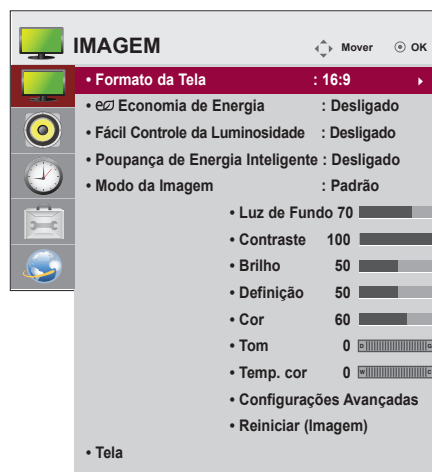 IMAGEM Mover OK
• Formato da Tela : 16:9
• Economia de Energia : Desligado
• Fácil Controle da Luminosidade : Desligado
• Poupança de Energia Inteligente : Desligado
• Modo da Imagem : Padrão
• Luz de Fundo 70
• Contraste 100
• Brilho 50
• Definição 50
• Cor 60
• Tom 0 D G
• Temp. cor 0 W C
• Configurações Avançadas
• Reiniciar (Imagem)
• Tela